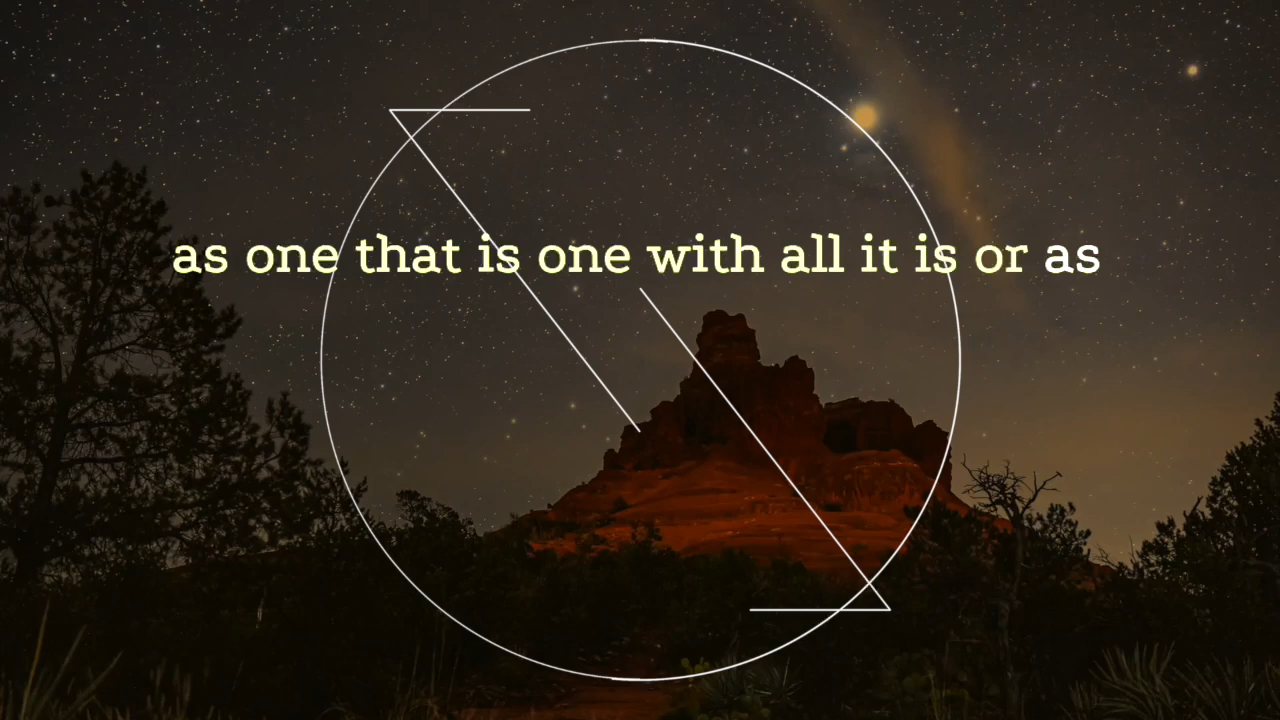 as one that is one with all it is or as